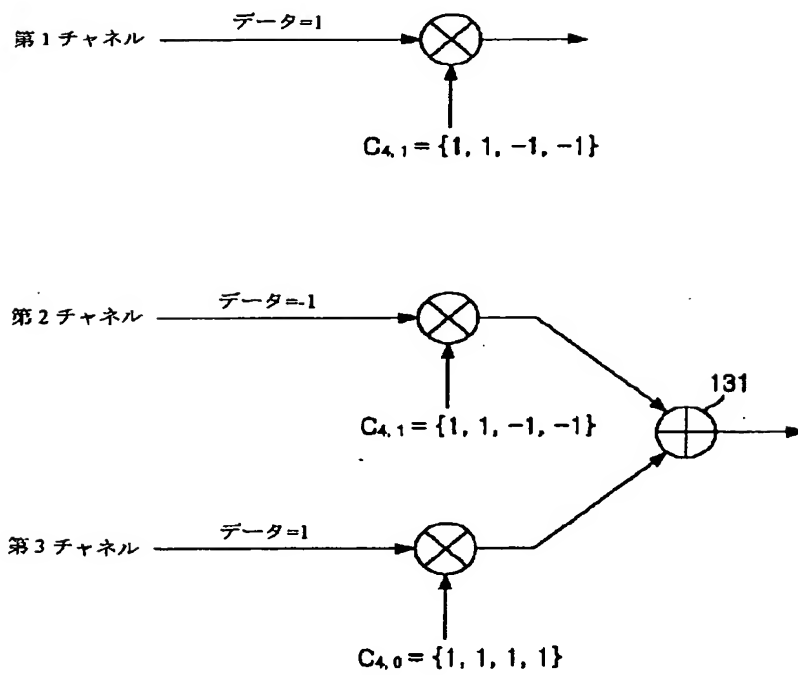 第1チャネル
データ=1
C4,1 = {1, 1, -1, -1}
第2チャネル
データ=-1
131
C4,1 = {1, 1, -1, -1}
第3チャネル
データ=1
C4,0 = {1, 1, 1, 1}